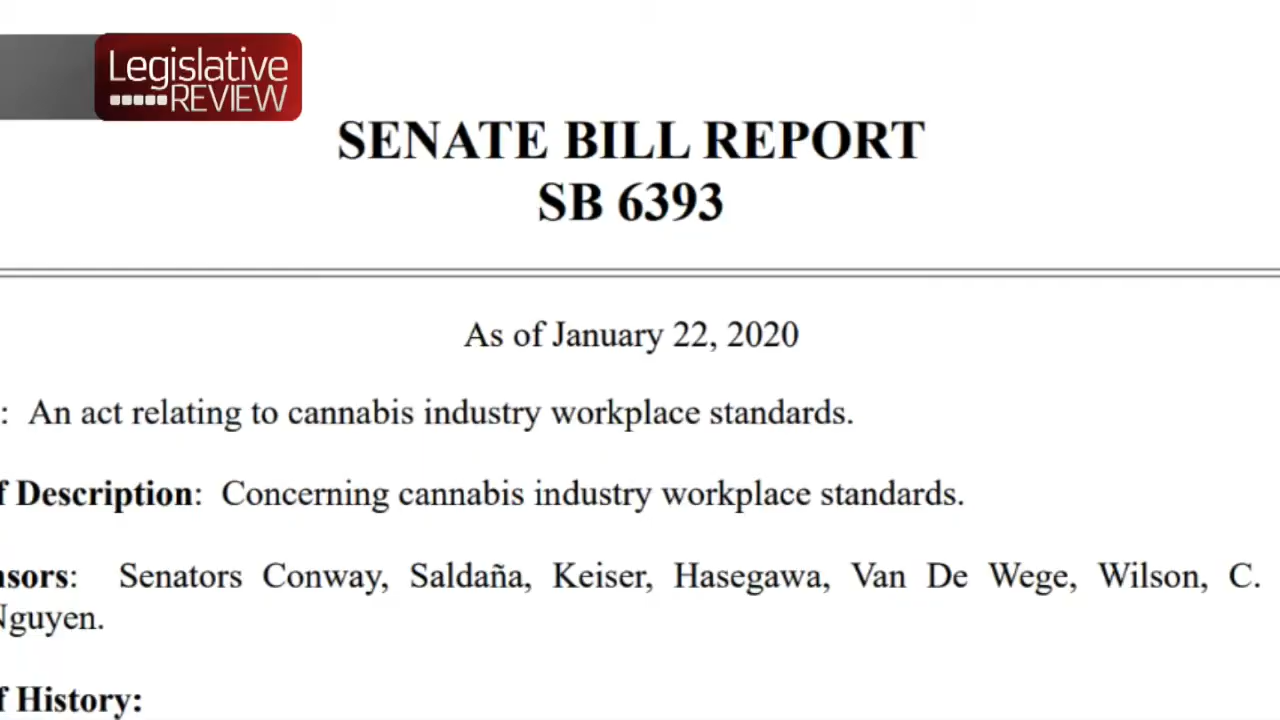 Legislative
REVIEW
SENATE BILL REPORT
SB 6393
As of January 22, 2020
: An act relating to cannabis industry workplace standards.
f Description: Concerning cannabis industry workplace standards.
nsors: Senators Conway, Saldaña, Keiser, Hasegawa, Van De Wege, Wilson, C.
Nguyen.
f History: